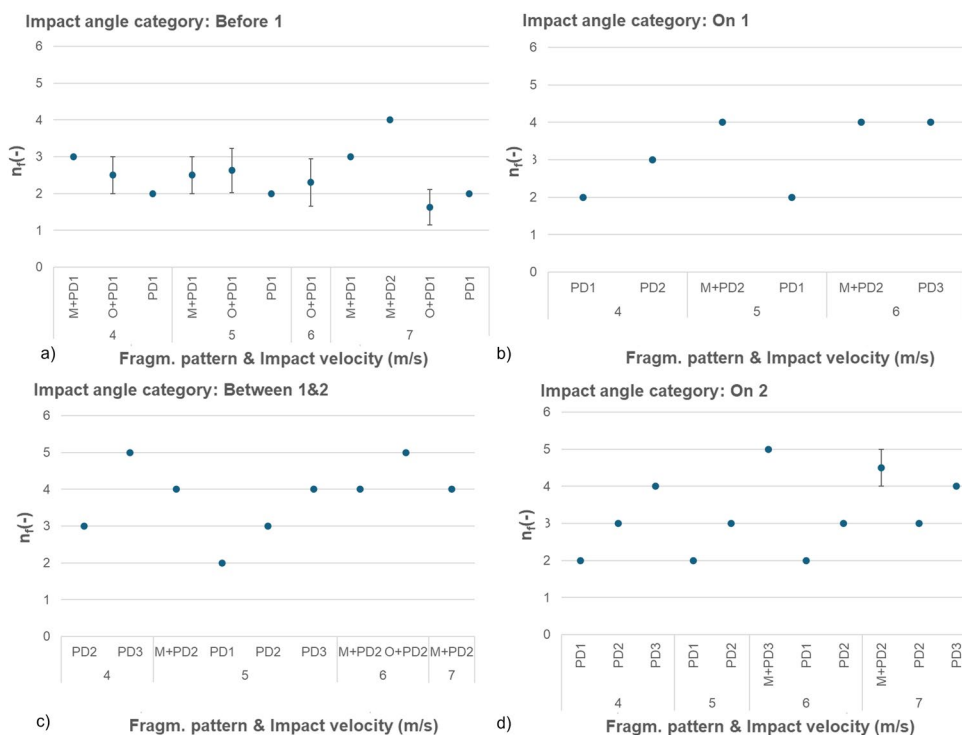 Impact angle category: Before 1
6
5
4
3
2
1
0
nf(-)
M+PD1 O+PD1 PD1 M+PD1 O+PD1 PD1 O+PD1 M+PD1 M+PD2 O+PD1 PD1
4 5 6 7
a)
Fragm. pattern & Impact velocity (m/s)
Impact angle category: On 1
6
5
4
3
2
1
0
nf(-)
PD1 PD2 M+PD2 PD1 M+PD2 PD3
4 5 6
b)
Fragm. pattern & Impact velocity (m/s)
Impact angle category: Between 1&2
6
5
4
3
2
1
0
nf(-)
PD2 PD3 M+PD2 PD1 PD2 PD3 M+PD2 O+PD2 M+PD2
4 5 6 7
c)
Fragm. pattern & Impact velocity (m/s)
Impact angle category: On 2
6
5
4
3
2
1
0
nf(-)
PD1 PD2 PD3 PD1 PD2 M+PD3 PD1 PD2 M+PD2 PD2 PD3
4 5 6 7
d)
Fragm. pattern & Impact velocity (m/s)